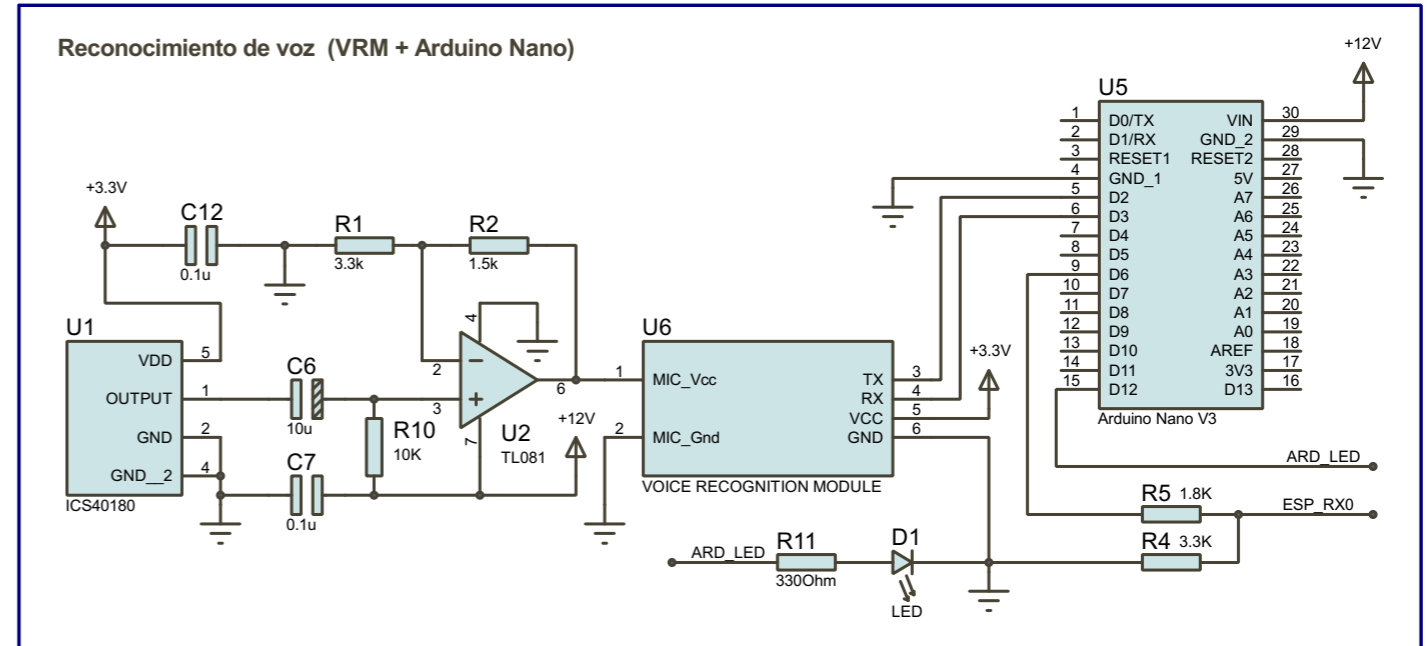 Reconocimiento de voz (VRM + Arduino Nano)
+12V
U5
1 D0/TX VIN 30
2 D1/RX GND_2 29
3 RESET1 RESET2 28
4 GND_1 5V 27
5 D2 A7 26
6 D3 A6 25
7 D4 A5 24
8 D5 A4 23
9 D6 A3 22
10 D7 A2 21
11 D8 A1 20
12 D9 A0 19
13 D10 AREF 18
14 D11 3V3 17
15 D12 D13 16
Arduino Nano V3
+3.3V
C12
0.1u
R1
3.3k
R2
1.5k
U1
VDD 5
OUTPUT 1
GND 2
GND__2 4
ICS40180
C6
10u
C7
0.1u
R10
10K
4
2
3
6
7
U2
TL081
+12V
U6
1 MIC_Vcc TX 3
RX 4
VCC 5
2 MIC_Gnd GND 6
VOICE RECOGNITION MODULE
+3.3V
ARD_LED
R5 1.8K
ESP_RX0
R4 3.3K
ARD_LED
R11
330Ohm
D1
LED